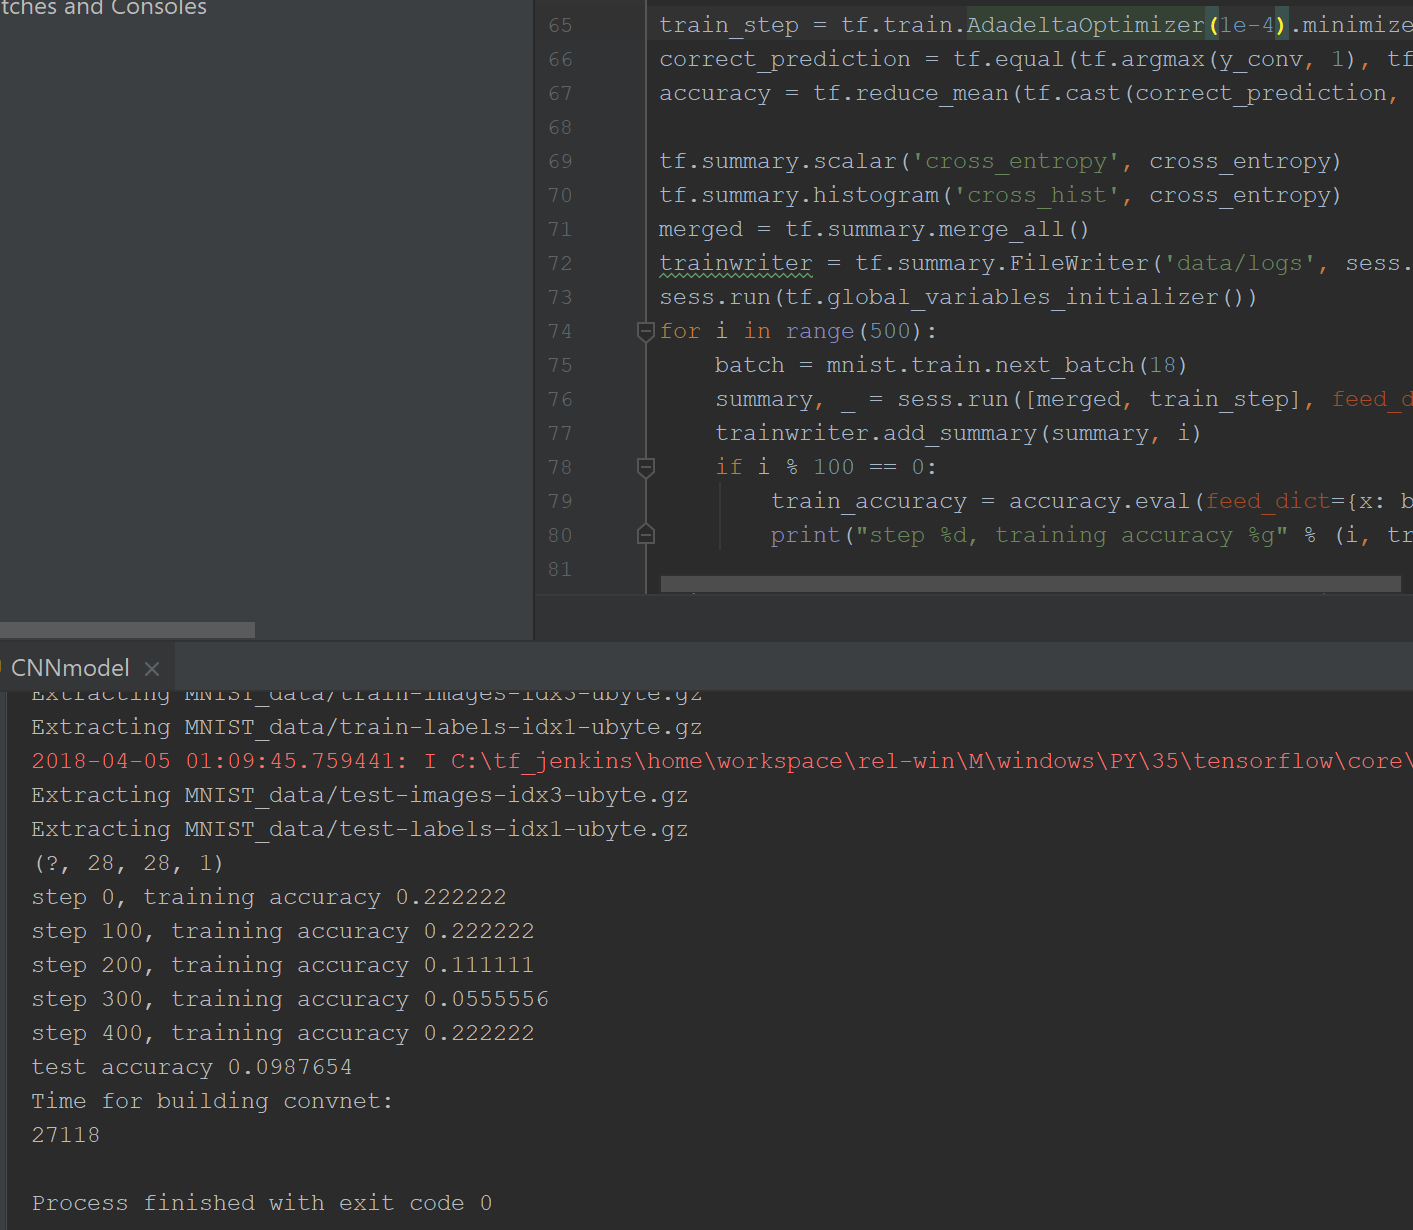 tches and Consoles
65 train_step = tf.train.AdadeltaOptimizer(1e-4).minimize
66 correct_prediction = tf.equal(tf.argmax(y_conv, 1), tf
67 accuracy = tf.reduce_mean(tf.cast(correct_prediction,
68
69 tf.summary.scalar('cross_entropy', cross_entropy)
70 tf.summary.histogram('cross_hist', cross_entropy)
71 merged = tf.summary.merge_all()
72 trainwriter = tf.summary.FileWriter('data/logs', sess.
73 sess.run(tf.global_variables_initializer())
74 for i in range(500):
75 batch = mnist.train.next_batch(18)
76 summary, _ = sess.run([merged, train_step], feed_d
77 trainwriter.add_summary(summary, i)
78 if i % 100 == 0:
79 train_accuracy = accuracy.eval(feed_dict={x: b
80 print("step %d, training accuracy %g" % (i, tr
81
CNNmodel
Extracting MNIST_data/train-images-idx3-ubyte.gz
Extracting MNIST_data/train-labels-idx1-ubyte.gz
2018-04-05 01:09:45.759441: I C:\tf_jenkins\home\workspace\rel-win\M\windows\PY\35\tensorflow\core\
Extracting MNIST_data/test-images-idx3-ubyte.gz
Extracting MNIST_data/test-labels-idx1-ubyte.gz
(?, 28, 28, 1)
step 0, training accuracy 0.222222
step 100, training accuracy 0.222222
step 200, training accuracy 0.111111
step 300, training accuracy 0.0555556
step 400, training accuracy 0.222222
test accuracy 0.0987654
Time for building convnet:
27118
Process finished with exit code 0